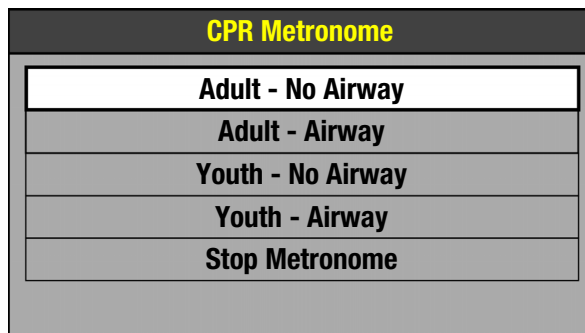 CPR Metronome
Adult - No Airway
Adult - Airway
Youth - No Airway
Youth - Airway
Stop Metronome